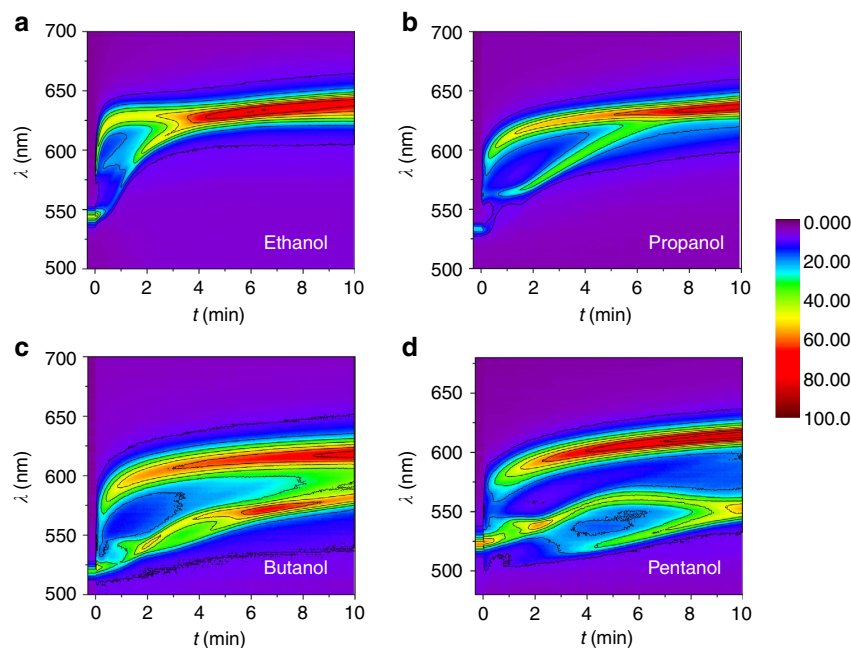 a
700
650
600
550
500
λ (nm)
Ethanol
0 2 4 6 8 10
t (min)
b
700
650
600
550
500
λ (nm)
Propanol
0 2 4 6 8 10
t (min)
c
700
650
600
550
500
λ (nm)
Butanol
0 2 4 6 8 10
t (min)
d
650
600
550
500
λ (nm)
Pentanol
0 2 4 6 8 10
t (min)
0.000
20.00
40.00
60.00
80.00
100.0